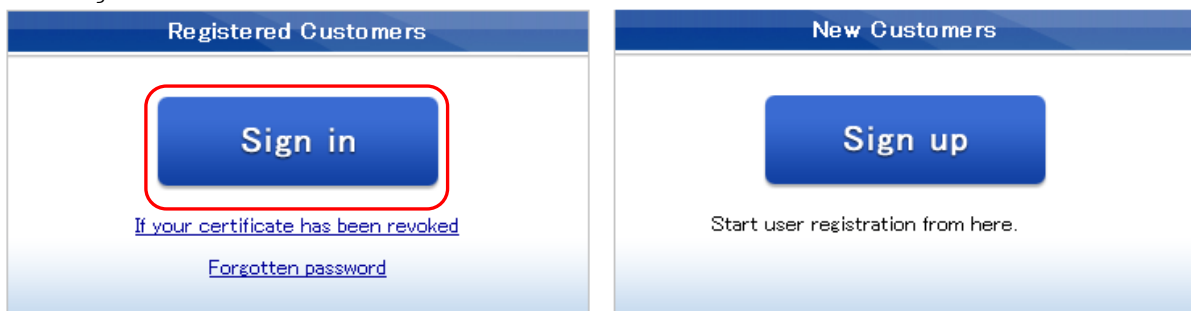 Registered Customers
Sign in
If your certificate has been revoked
Forgotten password
New Customers
Sign up
Start user registration from here.